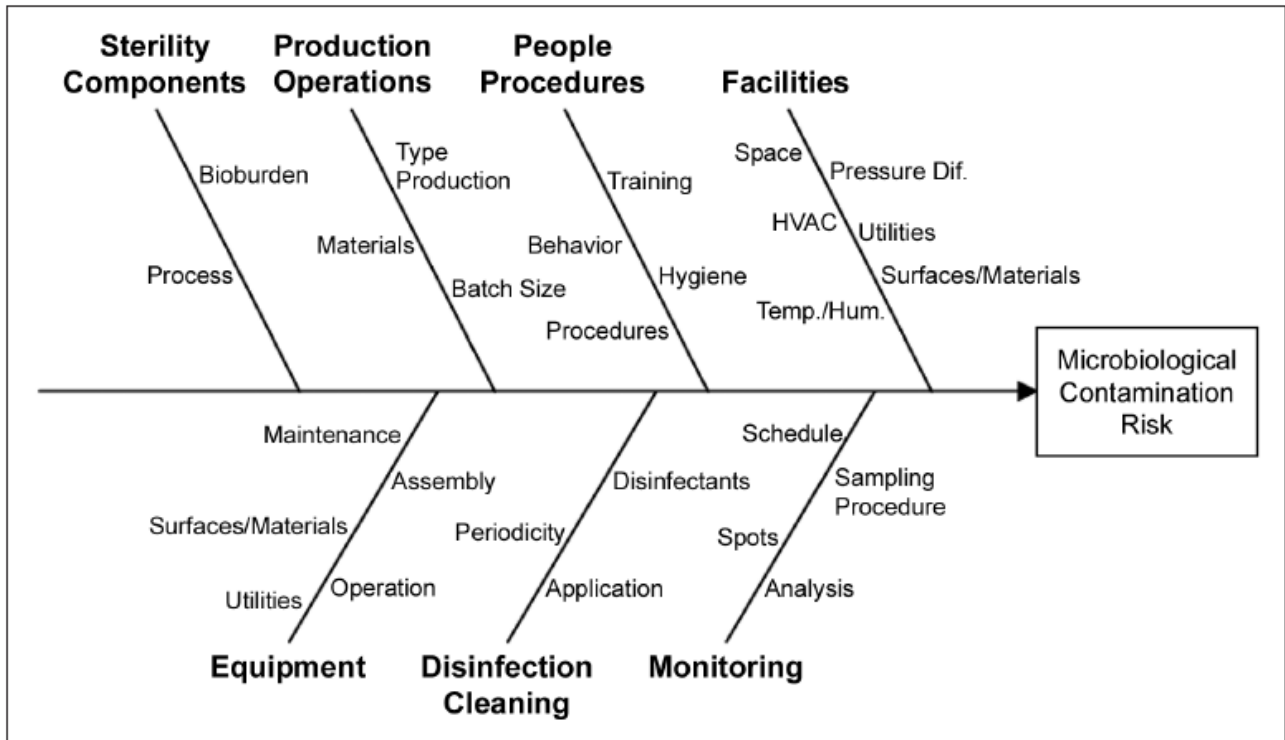 Sterility
Components
Production
Operations
People
Procedures
Facilities
Bioburden
Process
Type
Production
Materials
Batch Size
Training
Behavior
Hygiene
Procedures
Space
Pressure Dif.
HVAC
Utilities
Surfaces/Materials
Temp./Hum.
Microbiological
Contamination
Risk
Maintenance
Assembly
Surfaces/Materials
Operation
Utilities
Equipment
Disinfectants
Periodicity
Application
Disinfection
Cleaning
Schedule
Sampling
Procedure
Spots
Analysis
Monitoring